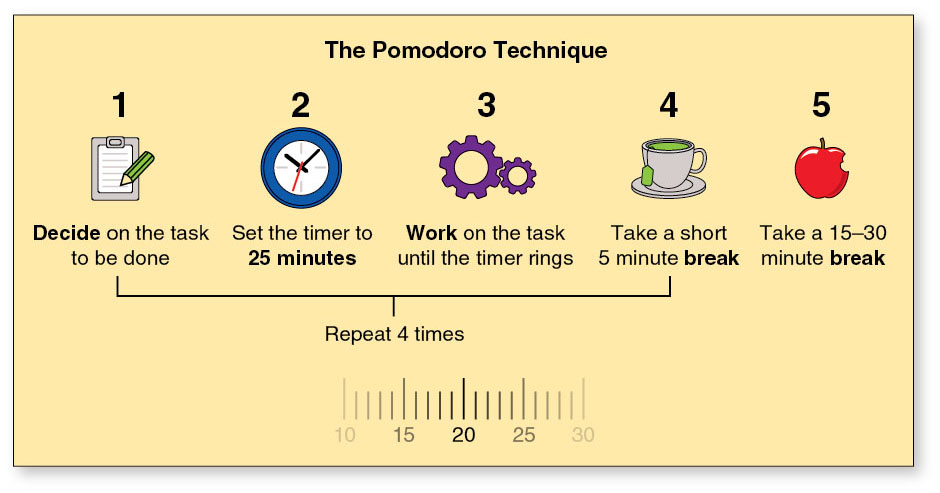 The Pomodoro Technique
1 2 3 4 5
Decide on the task Set the timer to Work on the task Take a short Take a 15–30
to be done 25 minutes until the timer rings 5 minute break minute break
Repeat 4 times
10 15 20 25 30